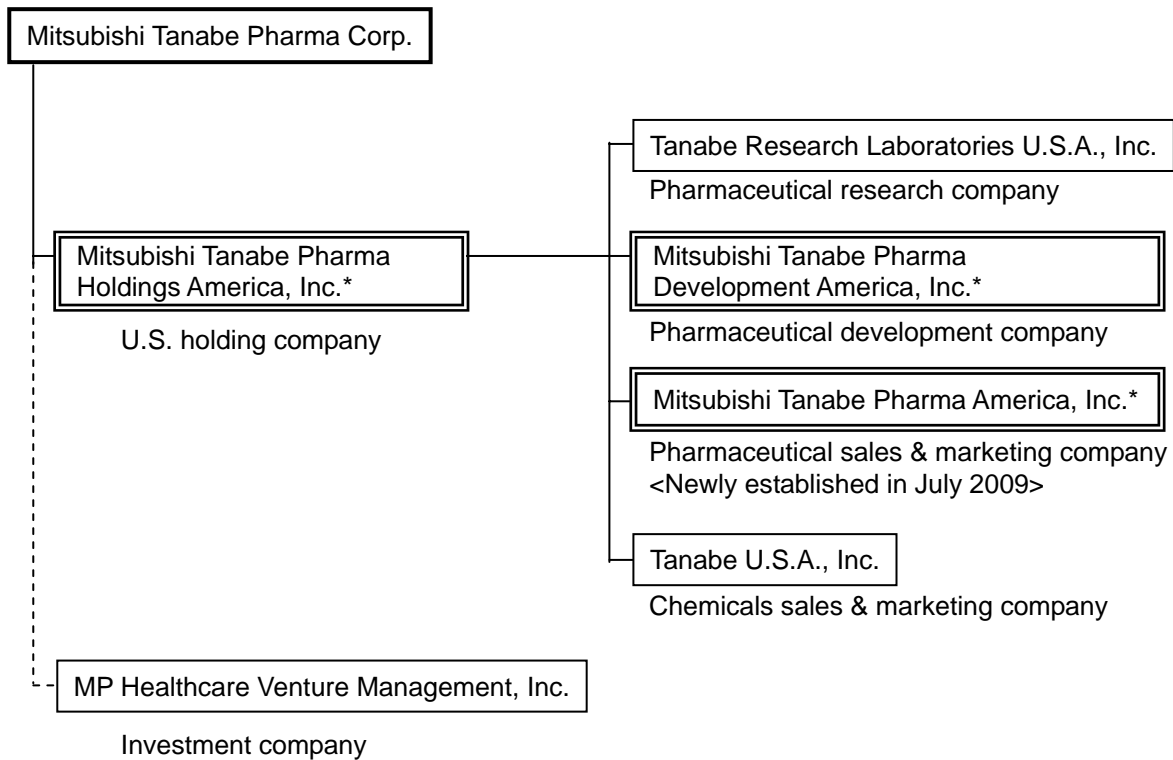 Mitsubishi Tanabe Pharma Corp.
Mitsubishi Tanabe Pharma
Holdings America, Inc.*
U.S. holding company
Tanabe Research Laboratories U.S.A., Inc.
Pharmaceutical research company
Mitsubishi Tanabe Pharma
Development America, Inc.*
Pharmaceutical development company
Mitsubishi Tanabe Pharma America, Inc.*
Pharmaceutical sales & marketing company
<Newly established in July 2009>
Tanabe U.S.A., Inc.
Chemicals sales & marketing company
MP Healthcare Venture Management, Inc.
Investment company